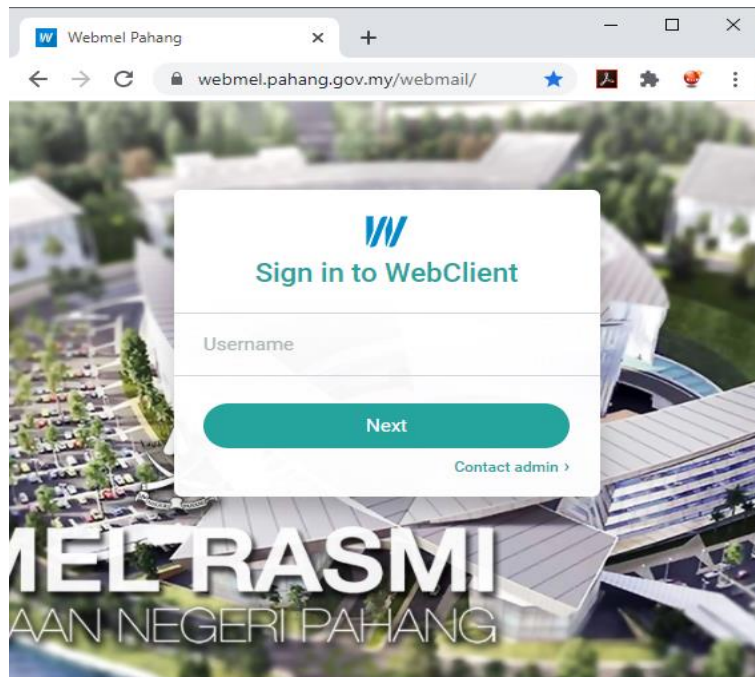 Webmel Pahang
webmel.pahang.gov.my/webmail/
Sign in to WebClient
Username
Next
Contact admin ›
MEL RASMI
AAN NEGERI PAHANG